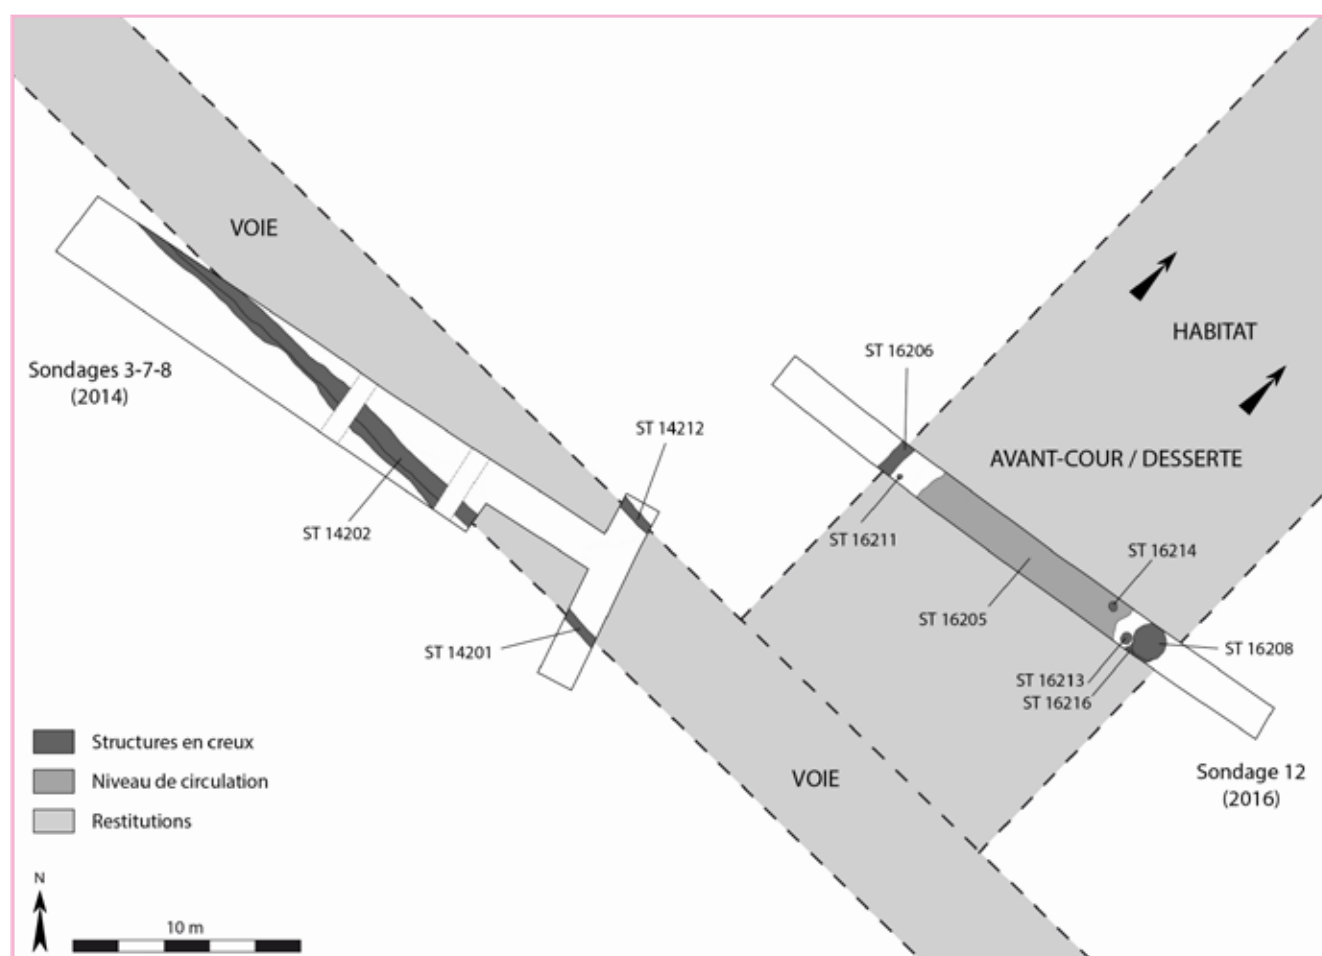 VOIE
HABITAT
ST 16206
Sondages 3-7-8
(2014)
ST 14212
AVANT-COUR / DESSERTE
ST 14202
ST 16211
ST 16214
ST 16205
ST 14201
ST 16208
ST 16213
ST 16216
Structures en creux
Niveau de circulation
Restitutions
VOIE
Sondage 12
(2016)
N
10 m